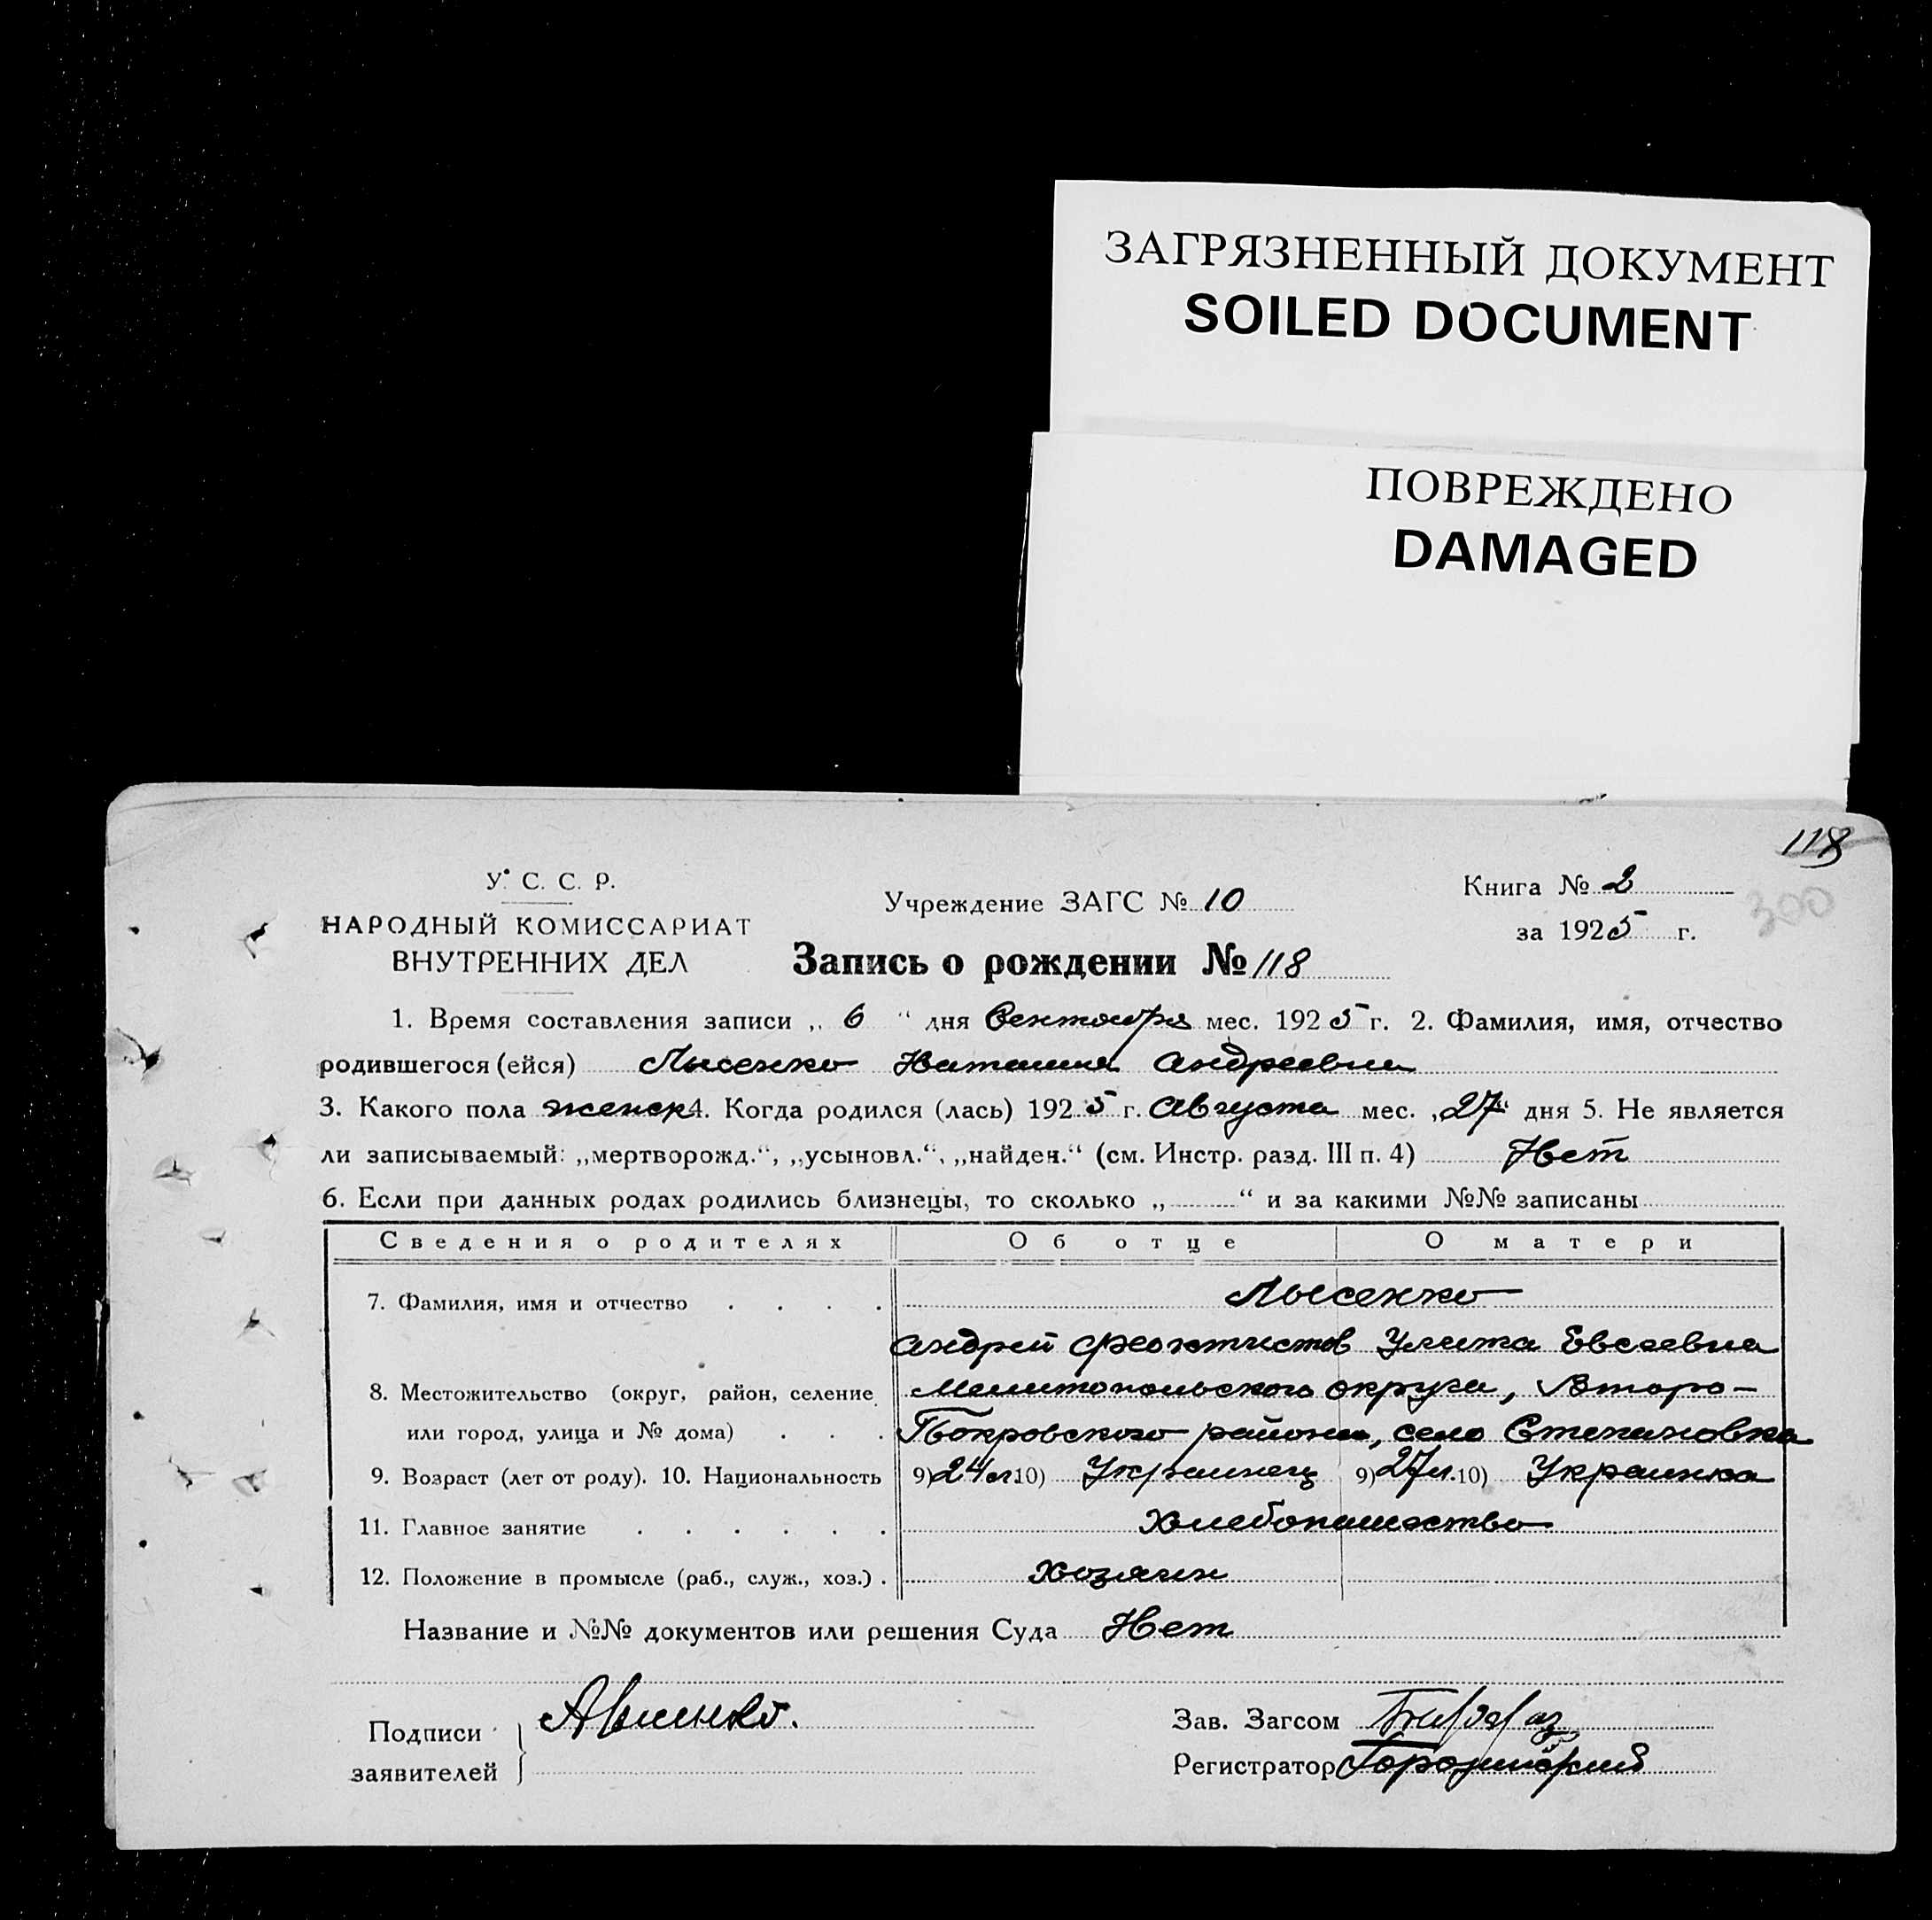 ЗАГРЯЗНЕННЫЙ ДОКУМЕНТ
SOILED DOCUMENT
ПОВРЕЖДЕНО
DAMAGED
118
300
У. С. С. Р.
НАРОДНЫЙ КОМИССАРИАТ
ВНУТРЕННИХ ДЕЛ
Учреждение ЗАГС № 10
Книга № 2
за 1925 г.
Запись о рождении № 118
1. Время составления записи „ 6 “ дня Сентября мес. 1925 г. 2. Фамилия, имя, отчество
родившегося (ейся) Лысенко Наталия Андреевна
3. Какого пола женск 4. Когда родился (лась) 1925 г. Августа мес. „27“ дня 5. Не является
ли записываемый: „мертворожд.“, „усыновл.“, „найден.“ (см. Инстр. разд. III п. 4) Нет
6. Если при данных родах родились близнецы, то сколько „ “ и за какими №№ записаны
Сведения о родителях Об отце О матери
7. Фамилия, имя и отчество Лысенко
Андрей Феоктистов Улита Евсеевна
8. Местожительство (округ, район, селение Мелитопольского округа, Второ-
или город, улица и № дома) Покровского района, село Степановка
9. Возраст (лет от роду). 10. Национальность 9) 24 л. 10) Украинец 9) 27 л. 10) Украинка
11. Главное занятие Хлебопашество
12. Положение в промысле (раб., служ., хоз.) хозяин
Название и №№ документов или решения Суда Нет
Подписи
заявителей
Зав. Загсом
Регистратор